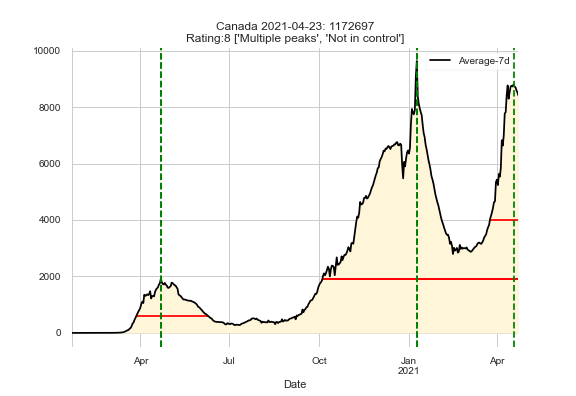 Canada 2021-04-23: 1172697
Rating:8 ['Multiple peaks', 'Not in control']
10000
Average-7d
8000
6000
4000
2000
0
Apr
Jul
Oct
Jan
2021
Apr
Date